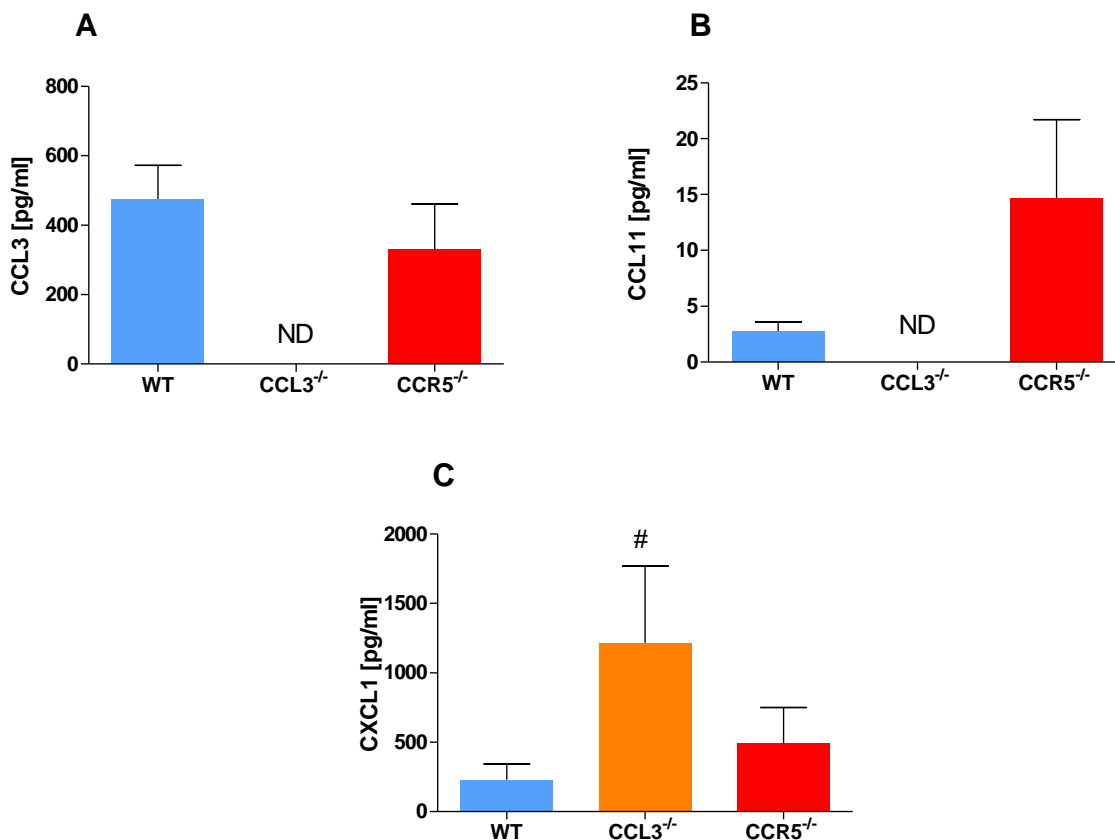 A
CCL3 [pg/ml]
800
600
400
200
0
ND
WT CCL3-/- CCR5-/-
B
CCL11 [pg/ml]
25
20
15
10
5
0
ND
WT CCL3-/- CCR5-/-
C
CXCL1 [pg/ml]
2000
1500
1000
500
0
#
WT CCL3-/- CCR5-/-